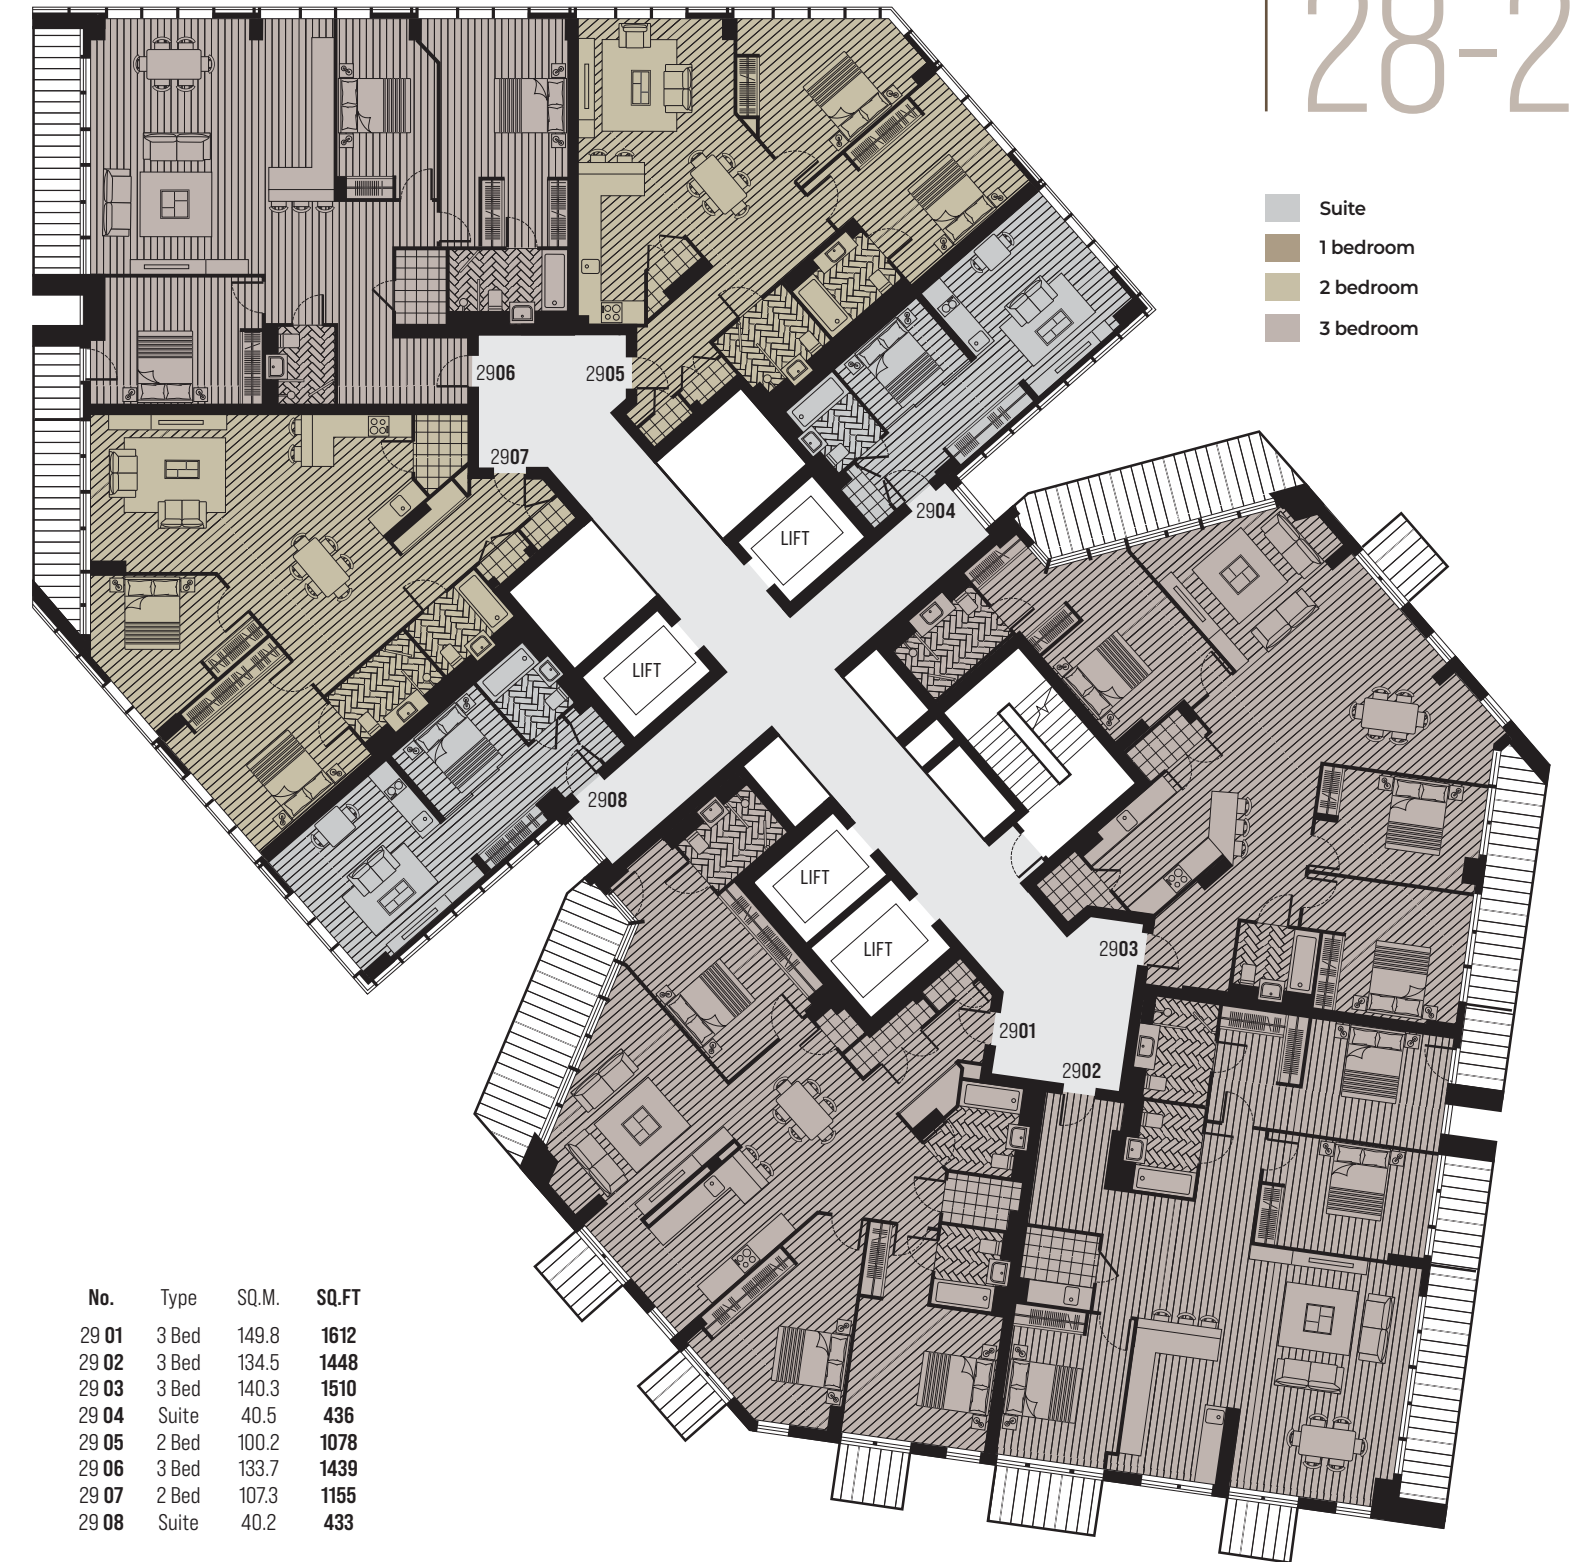 28-2
Suite
1 bedroom
2 bedroom
3 bedroom
2906
2905
2907
2904
LIFT
LIFT
2908
LIFT
LIFT
2903
2901
2902
No. Type SQ.M. SQ.FT
29 01 3 Bed 149.8 1612
29 02 3 Bed 134.5 1448
29 03 3 Bed 140.3 1510
29 04 Suite 40.5 436
29 05 2 Bed 100.2 1078
29 06 3 Bed 133.7 1439
29 07 2 Bed 107.3 1155
29 08 Suite 40.2 433